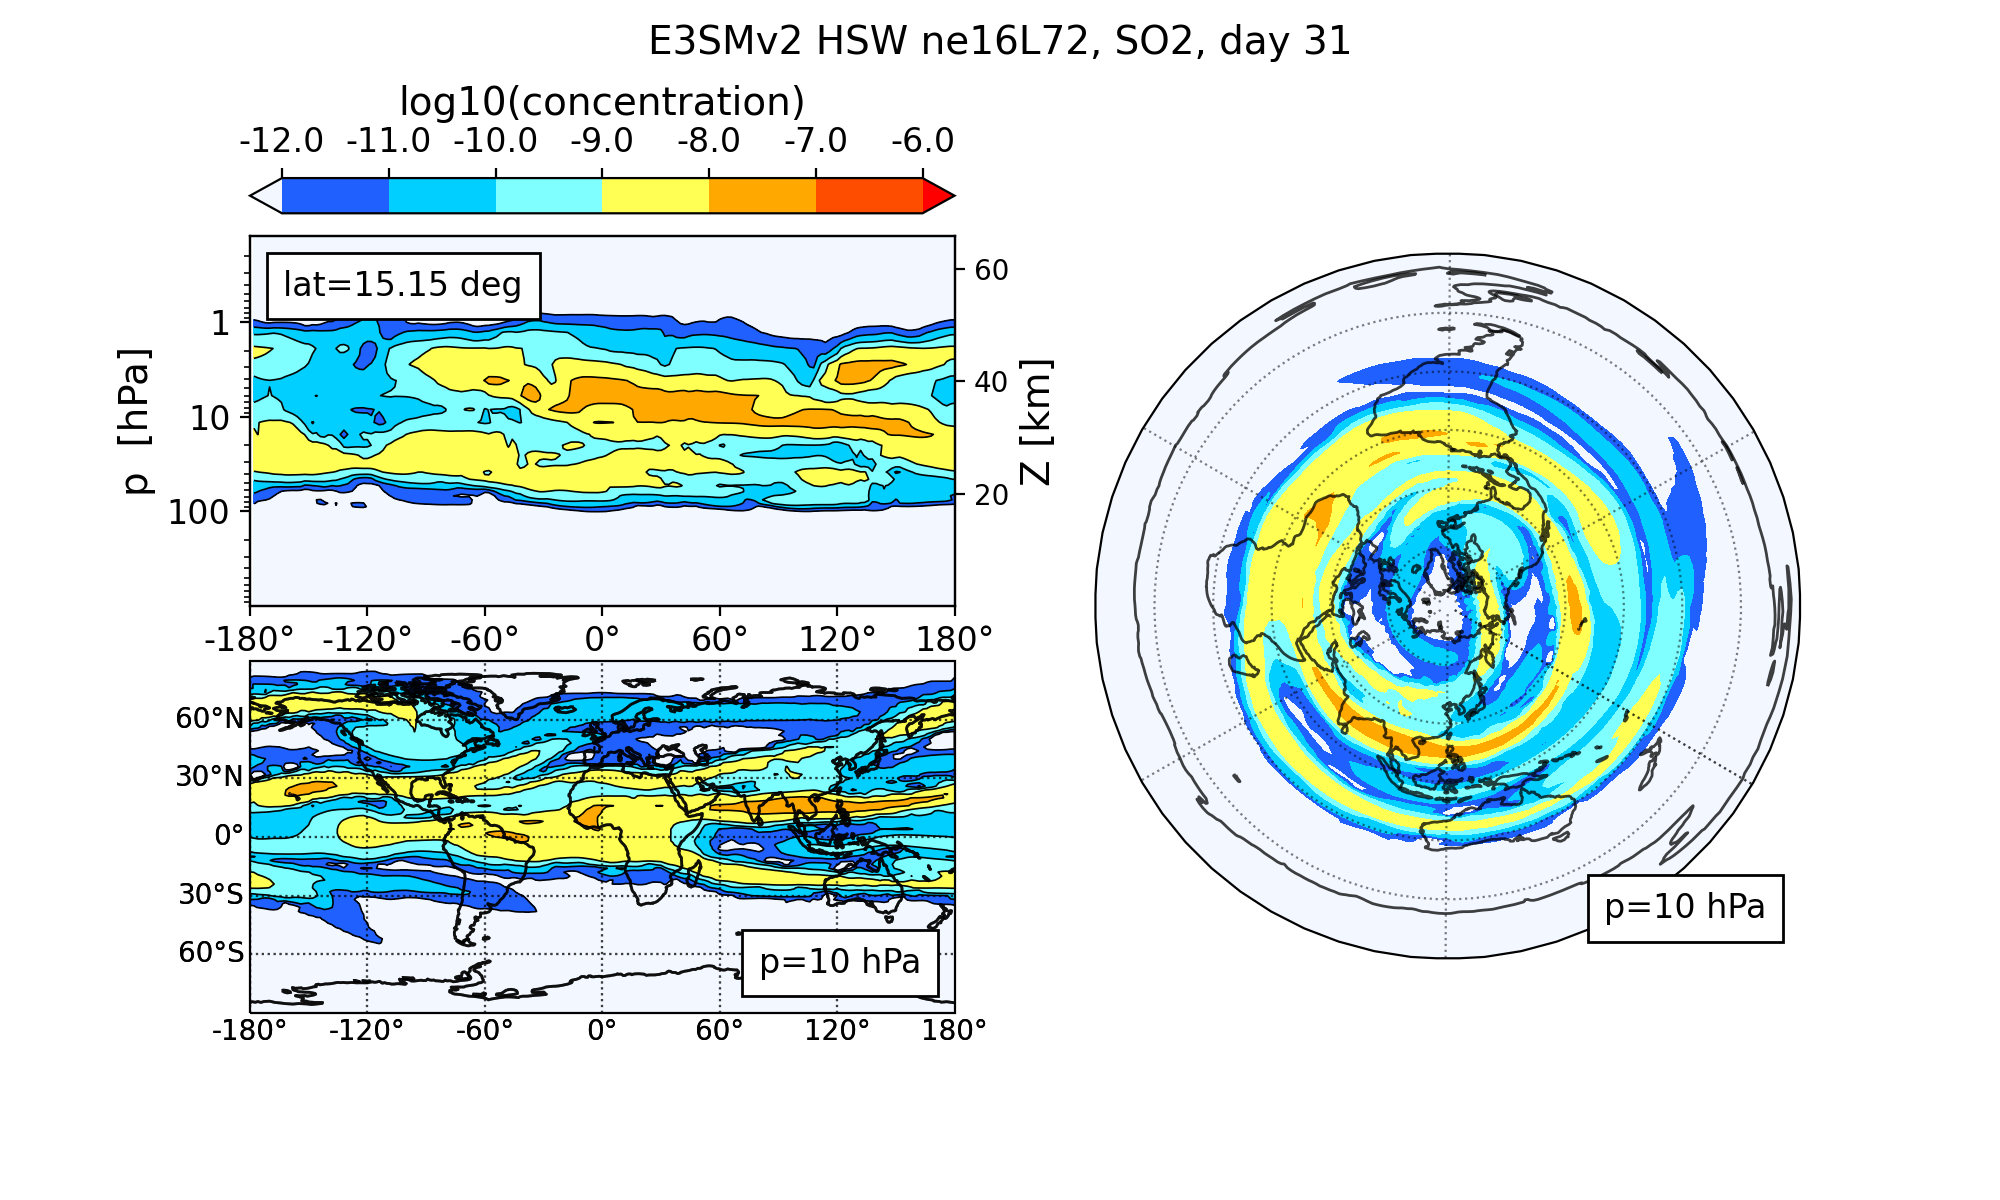 E3SMv2 HSW ne16L72, SO2, day 31
log10(concentration)
-12.0 -11.0 -10.0 -9.0 -8.0 -7.0 -6.0
lat=15.15 deg
p [hPa]
1
10
100
60
40
20
Z [km]
-180° -120° -60° 0° 60° 120° 180°
60°N
30°N
0°
30°S
60°S
p=10 hPa
-180° -120° -60° 0° 60° 120° 180°
p=10 hPa